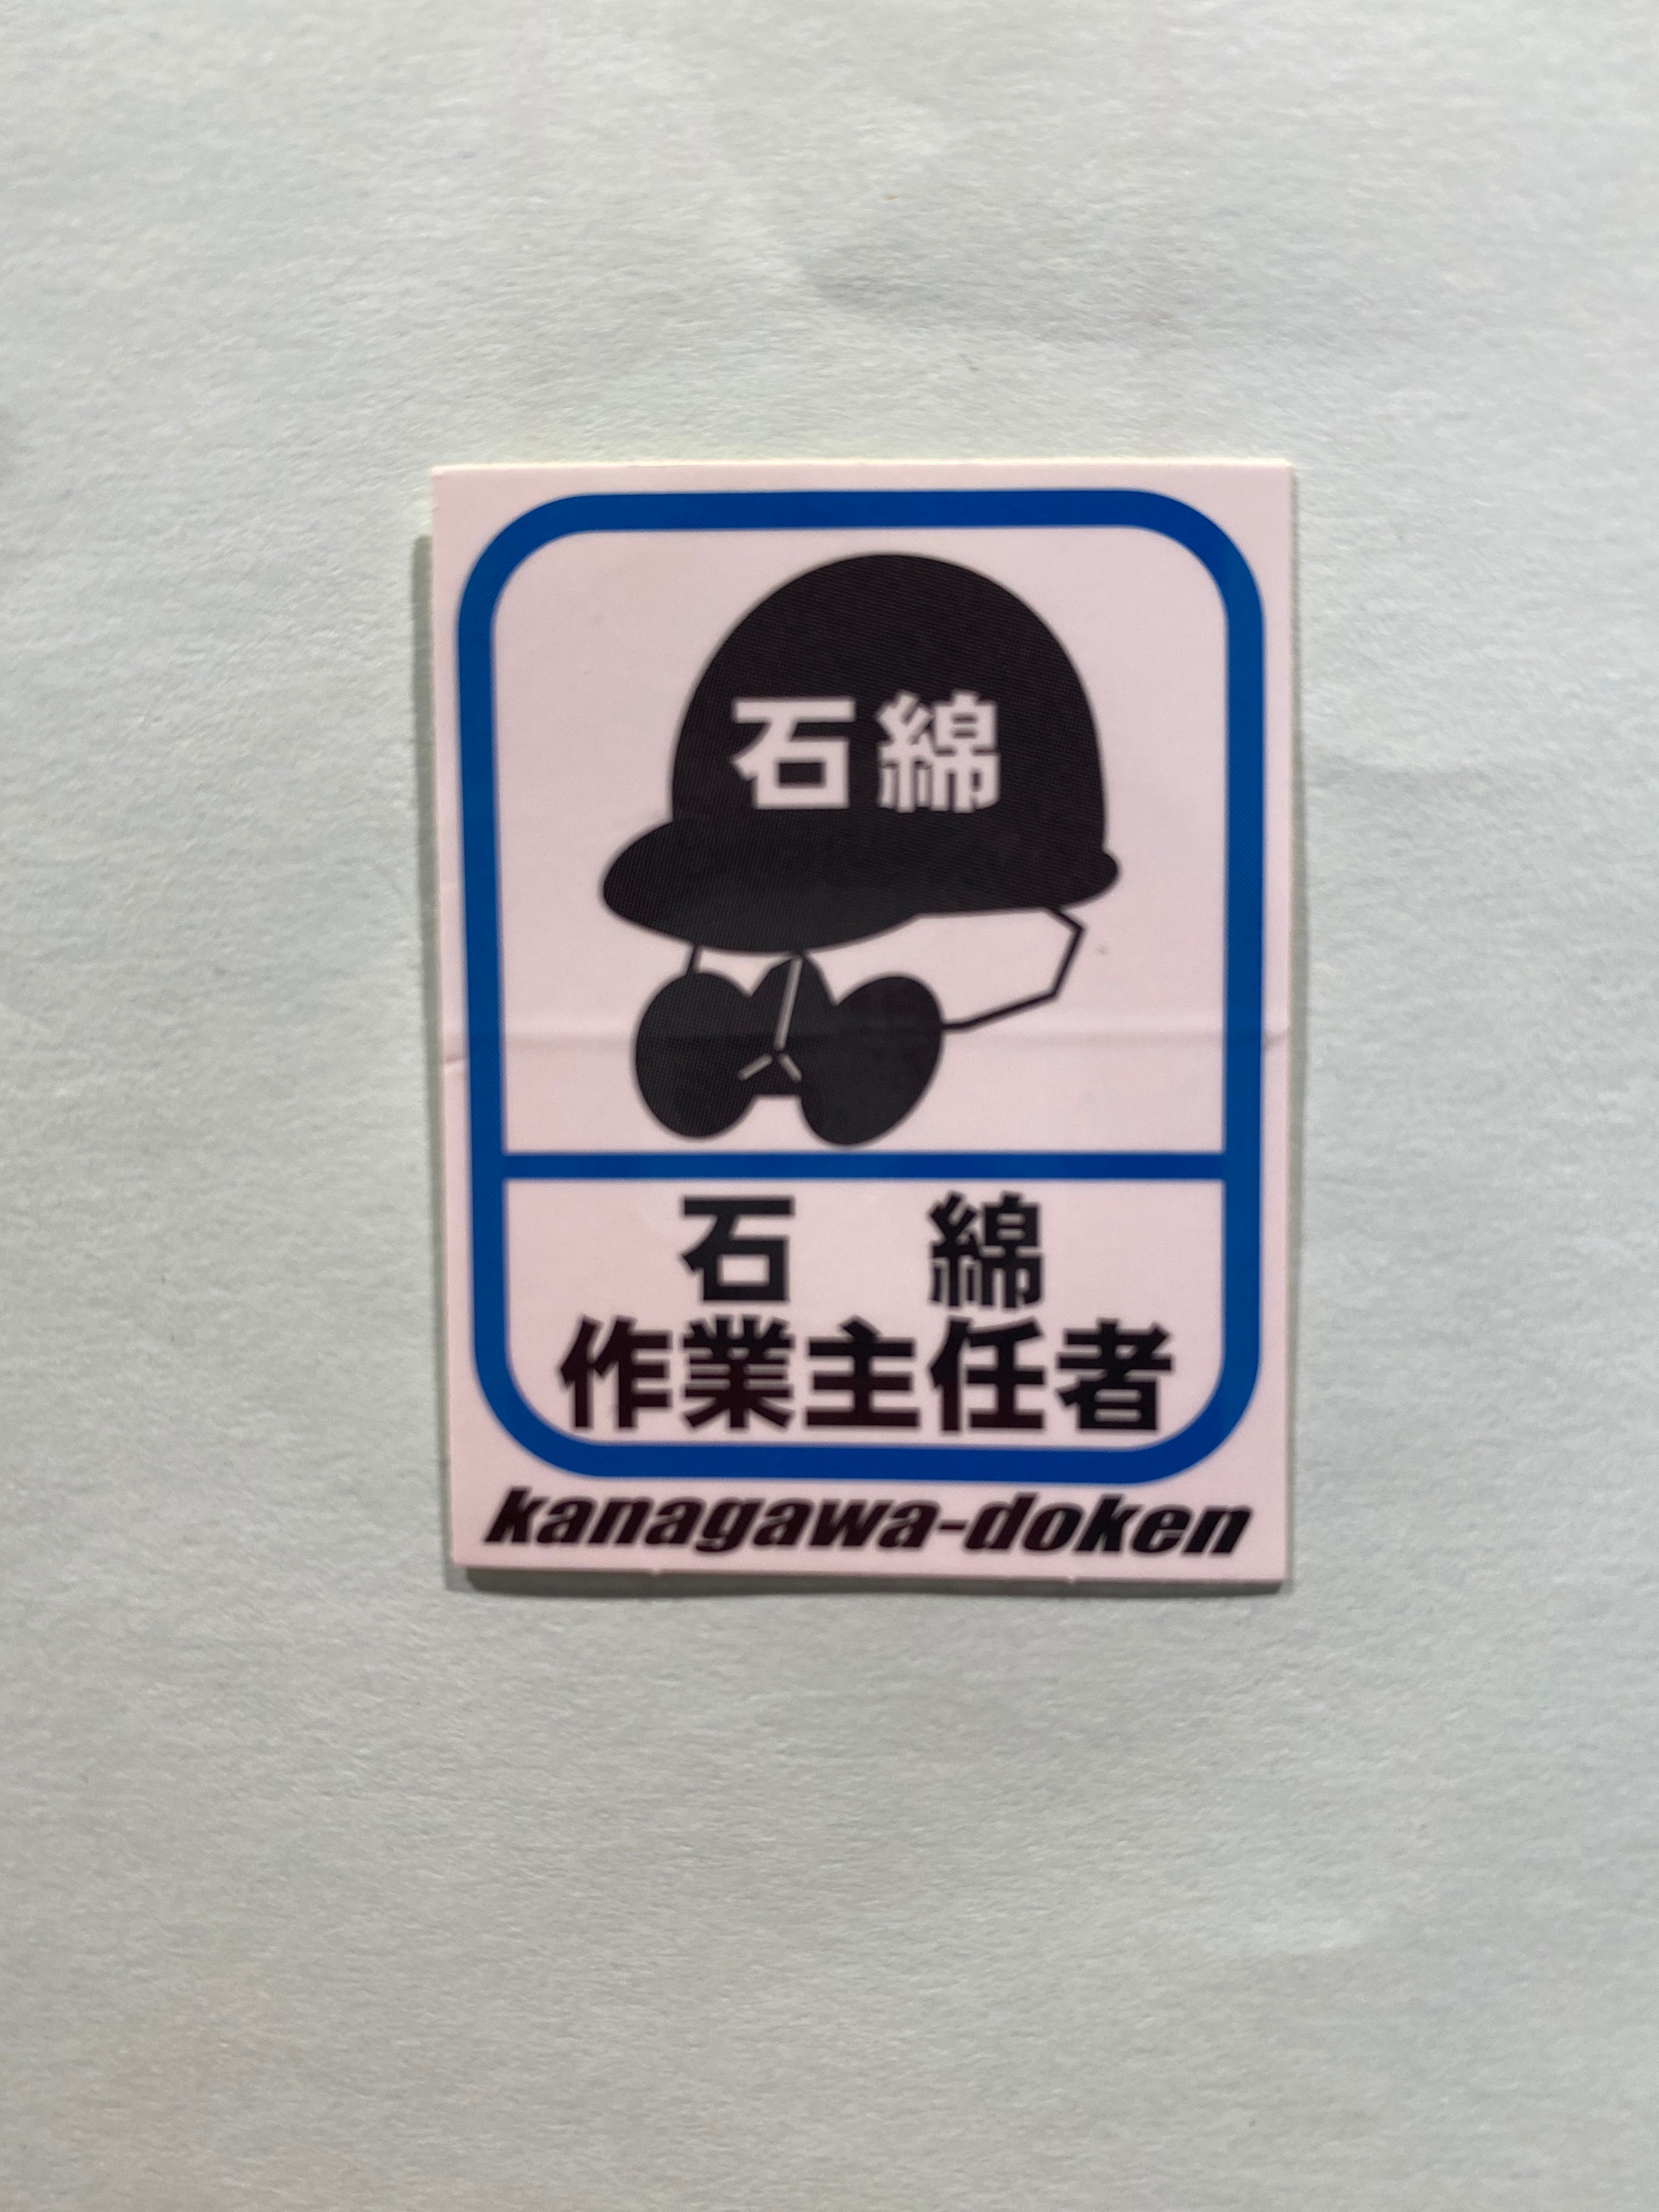 石綿
石　綿
作業主任者
kanagawa-doken